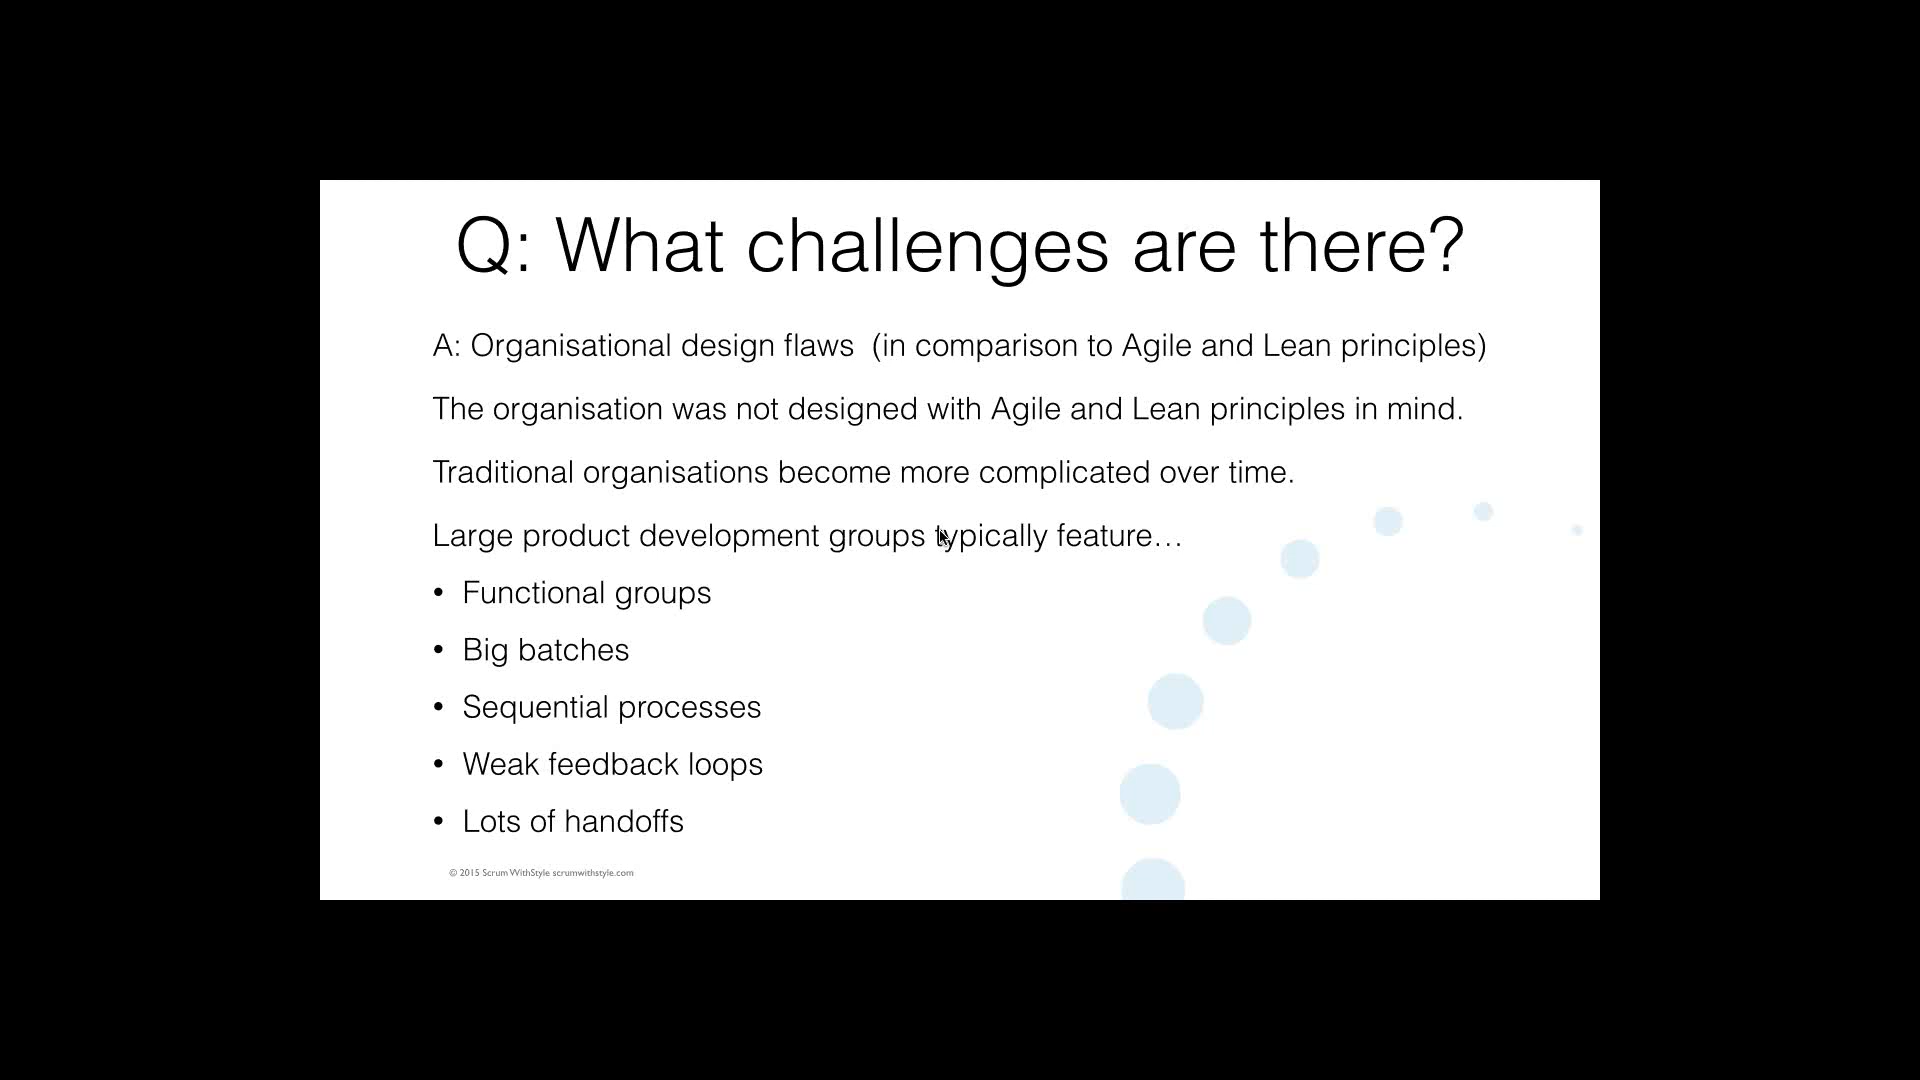 Q: What challenges are there?
A: Organisational design flaws  (in comparison to Agile and Lean principles)
The organisation was not designed with Agile and Lean principles in mind.
Traditional organisations become more complicated over time.
Large product development groups typically feature…
• Functional groups
• Big batches
• Sequential processes
• Weak feedback loops
• Lots of handoffs
© 2015 Scrum WithStyle scrumwithstyle.com